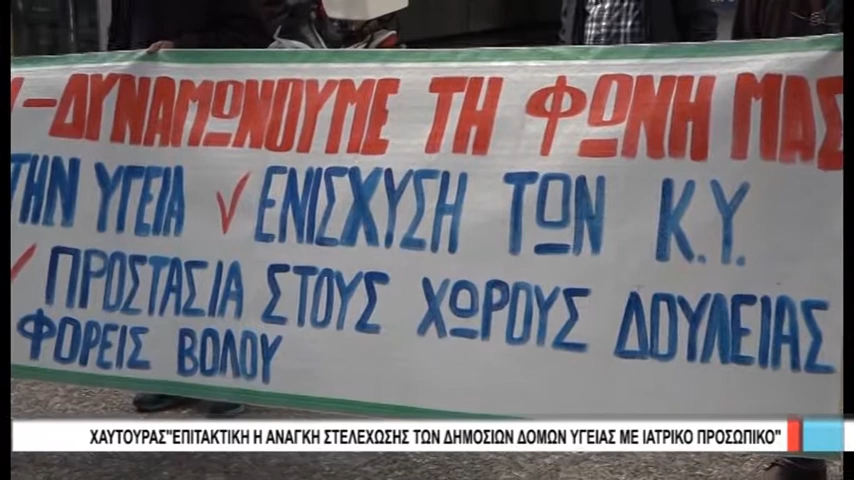 –ΔΥΝΑΜΩΝΟΥΜΕ ΤΗ ΦΩΝΗ ΜΑΣ
ΤΗΝ ΥΓΕΙΑ ✓ ΕΝΙΣΧΥΣΗ ΤΩΝ Κ.Υ.
✓ ΠΡΟΣΤΑΣΙΑ ΣΤΟΥΣ ΧΩΡΟΥΣ ΔΟΥΛΕΙΑΣ
ΦΟΡΕΙΣ ΒΟΛΟΥ
ΧΑΥΤΟΥΡΑΣ"ΕΠΙΤΑΚΤΙΚΗ Η ΑΝΑΓΚΗ ΣΤΕΛΕΧΩΣΗΣ ΤΩΝ ΔΗΜΟΣΙΩΝ ΔΟΜΩΝ ΥΓΕΙΑΣ ΜΕ ΙΑΤΡΙΚΟ ΠΡΟΣΩΠΙΚΟ"